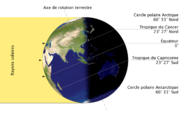 Axe de rotation terrestre
Cercle polaire Arctique
66° 33' Nord
Tropique du Cancer
23° 27' Nord
Équateur
0°
Tropique du Capricorne
23° 27' Sud
Cercle polaire Antarctique
66° 33' Sud
Rayons solaires